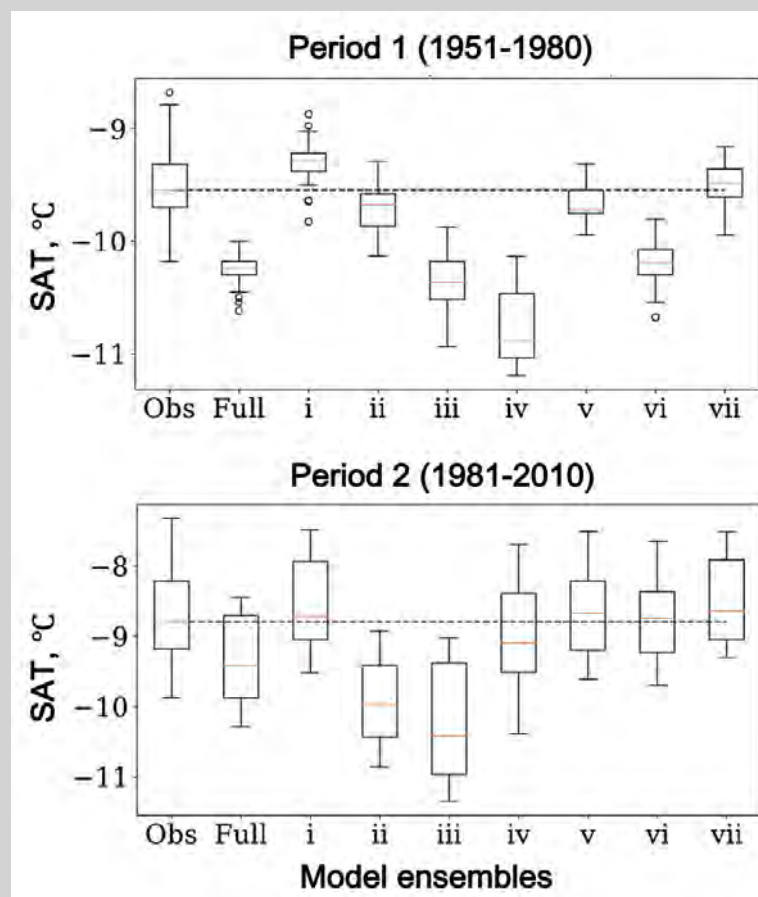 Period 1 (1951-1980)
SAT, °C
−9
−10
−11
Obs Full i ii iii iv v vi vii
Period 2 (1981-2010)
SAT, °C
−8
−9
−10
−11
Obs Full i ii iii iv v vi vii
Model ensembles